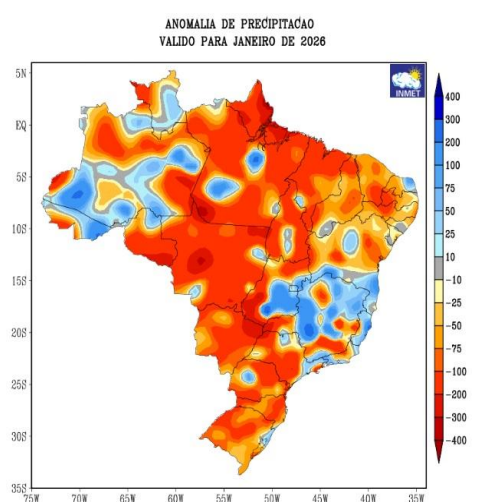 ANOMALIA DE PRECIPITACAO
VALIDO PARA JANEIRO DE 2026
INMET
5N
EQ
5S
10S
15S
20S
25S
30S
35S
75W 70W 65W 60W 55W 50W 45W 40W 35W
400
300
200
100
75
50
25
10
-10
-25
-50
-75
-100
-200
-300
-400